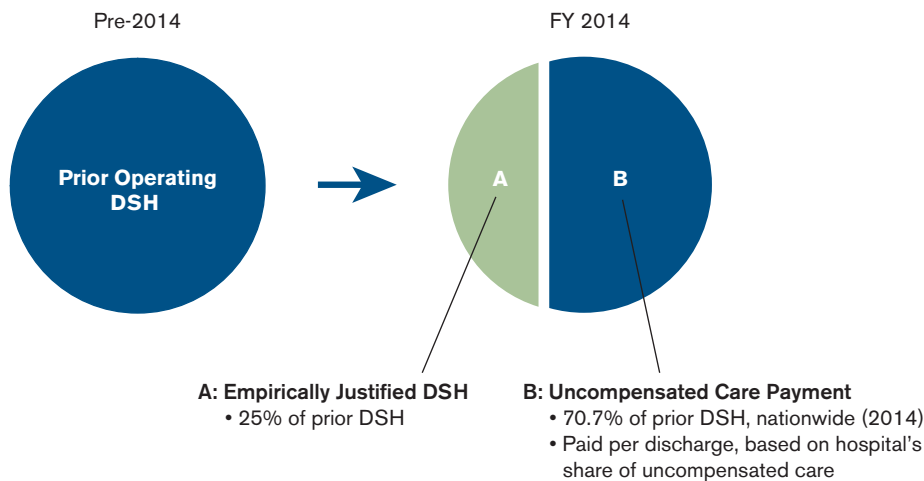 Pre-2014
FY 2014
Prior Operating
DSH
A
B
A: Empirically Justified DSH
• 25% of prior DSH
B: Uncompensated Care Payment
• 70.7% of prior DSH, nationwide (2014)
• Paid per discharge, based on hospital's
share of uncompensated care